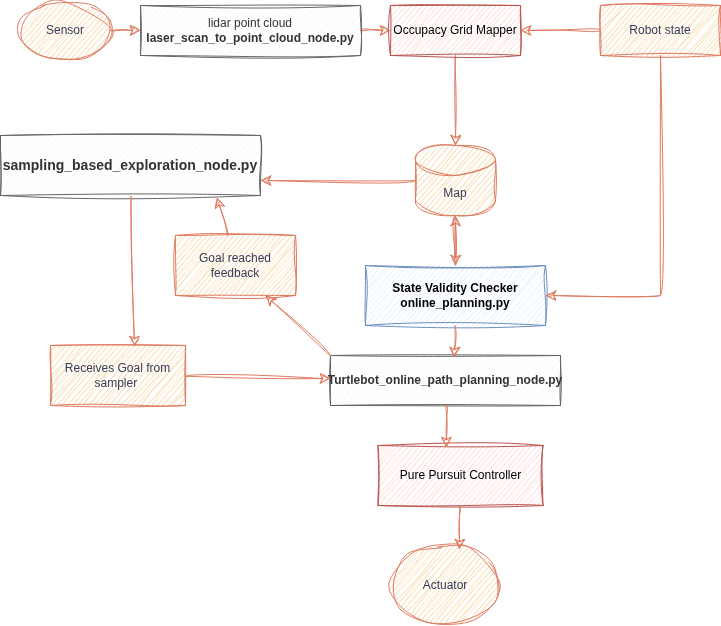 Sensor
lidar point cloud
laser_scan_to_point_cloud_node.py
Occupancy Grid Mapper
Robot state
sampling_based_exploration_node.py
Map
Goal reached
feedback
State Validity Checker
online_planning.py
Receives Goal from
sampler
Turtlebot_online_path_planning_node.py
Pure Pursuit Controller
Actuator